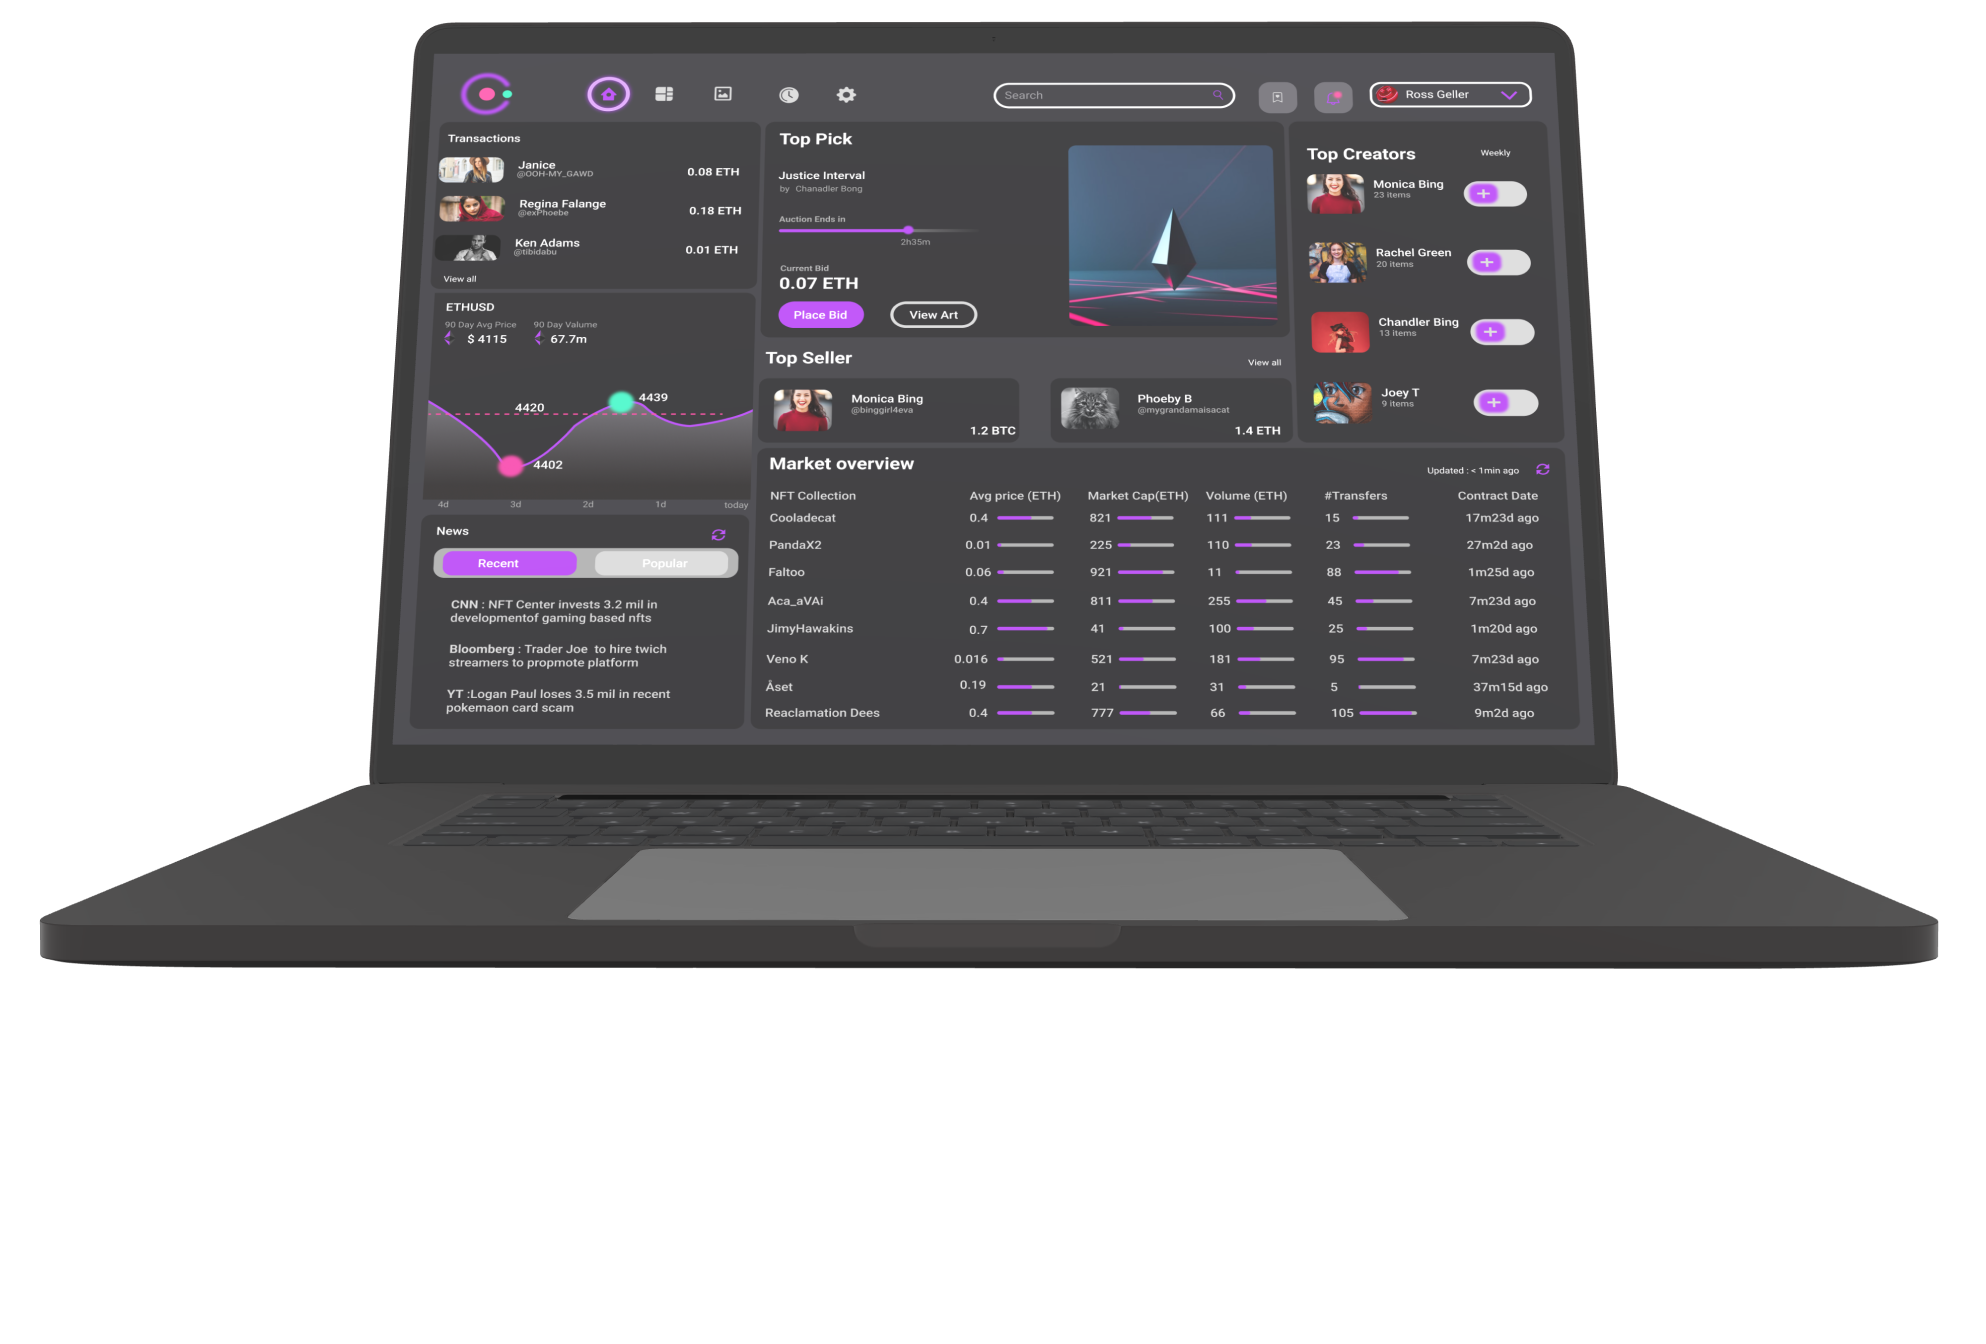 Search
Ross Geller
Transactions
Janice
@OOH-MY_GAWD
0.08 ETH
Regina Falange
@exPhoebe
0.18 ETH
Ken Adams
@tibidabu
0.01 ETH
View all
ETHUSD
90 Day Avg Price
90 Day Valume
$ 4115
67.7m
4420
4439
4402
4d 3d 2d 1d today
News
Recent
Popular
CNN : NFT Center invests 3.2 mil in
developmentof gaming based nfts
Bloomberg : Trader Joe to hire twich
streamers to propmote platform
YT :Logan Paul loses 3.5 mil in recent
pokemaon card scam
Top Pick
Justice Interval
by Chanadler Bong
Auction Ends in
2h35m
Current Bid
0.07 ETH
Place Bid
View Art
Top Seller
View all
Monica Bing
@binggirl4eva
1.2 BTC
Phoeby B
@mygrandamaisacat
1.4 ETH
Top Creators
Weekly
Monica Bing
23 items
Rachel Green
20 items
Chandler Bing
13 items
Joey T
9 items
Market overview
Updated : < 1min ago
NFT Collection Avg price (ETH) Market Cap(ETH) Volume (ETH) #Transfers Contract Date
Cooladecat 0.4 821 111 15 17m23d ago
PandaX2 0.01 225 110 23 27m2d ago
Faltoo 0.06 921 11 88 1m25d ago
Aca_aVAi 0.4 811 255 45 7m23d ago
JimyHawakins 0.7 41 100 25 1m20d ago
Veno K 0.016 521 181 95 7m23d ago
Åset 0.19 21 31 5 37m15d ago
Reaclamation Dees 0.4 777 66 105 9m2d ago